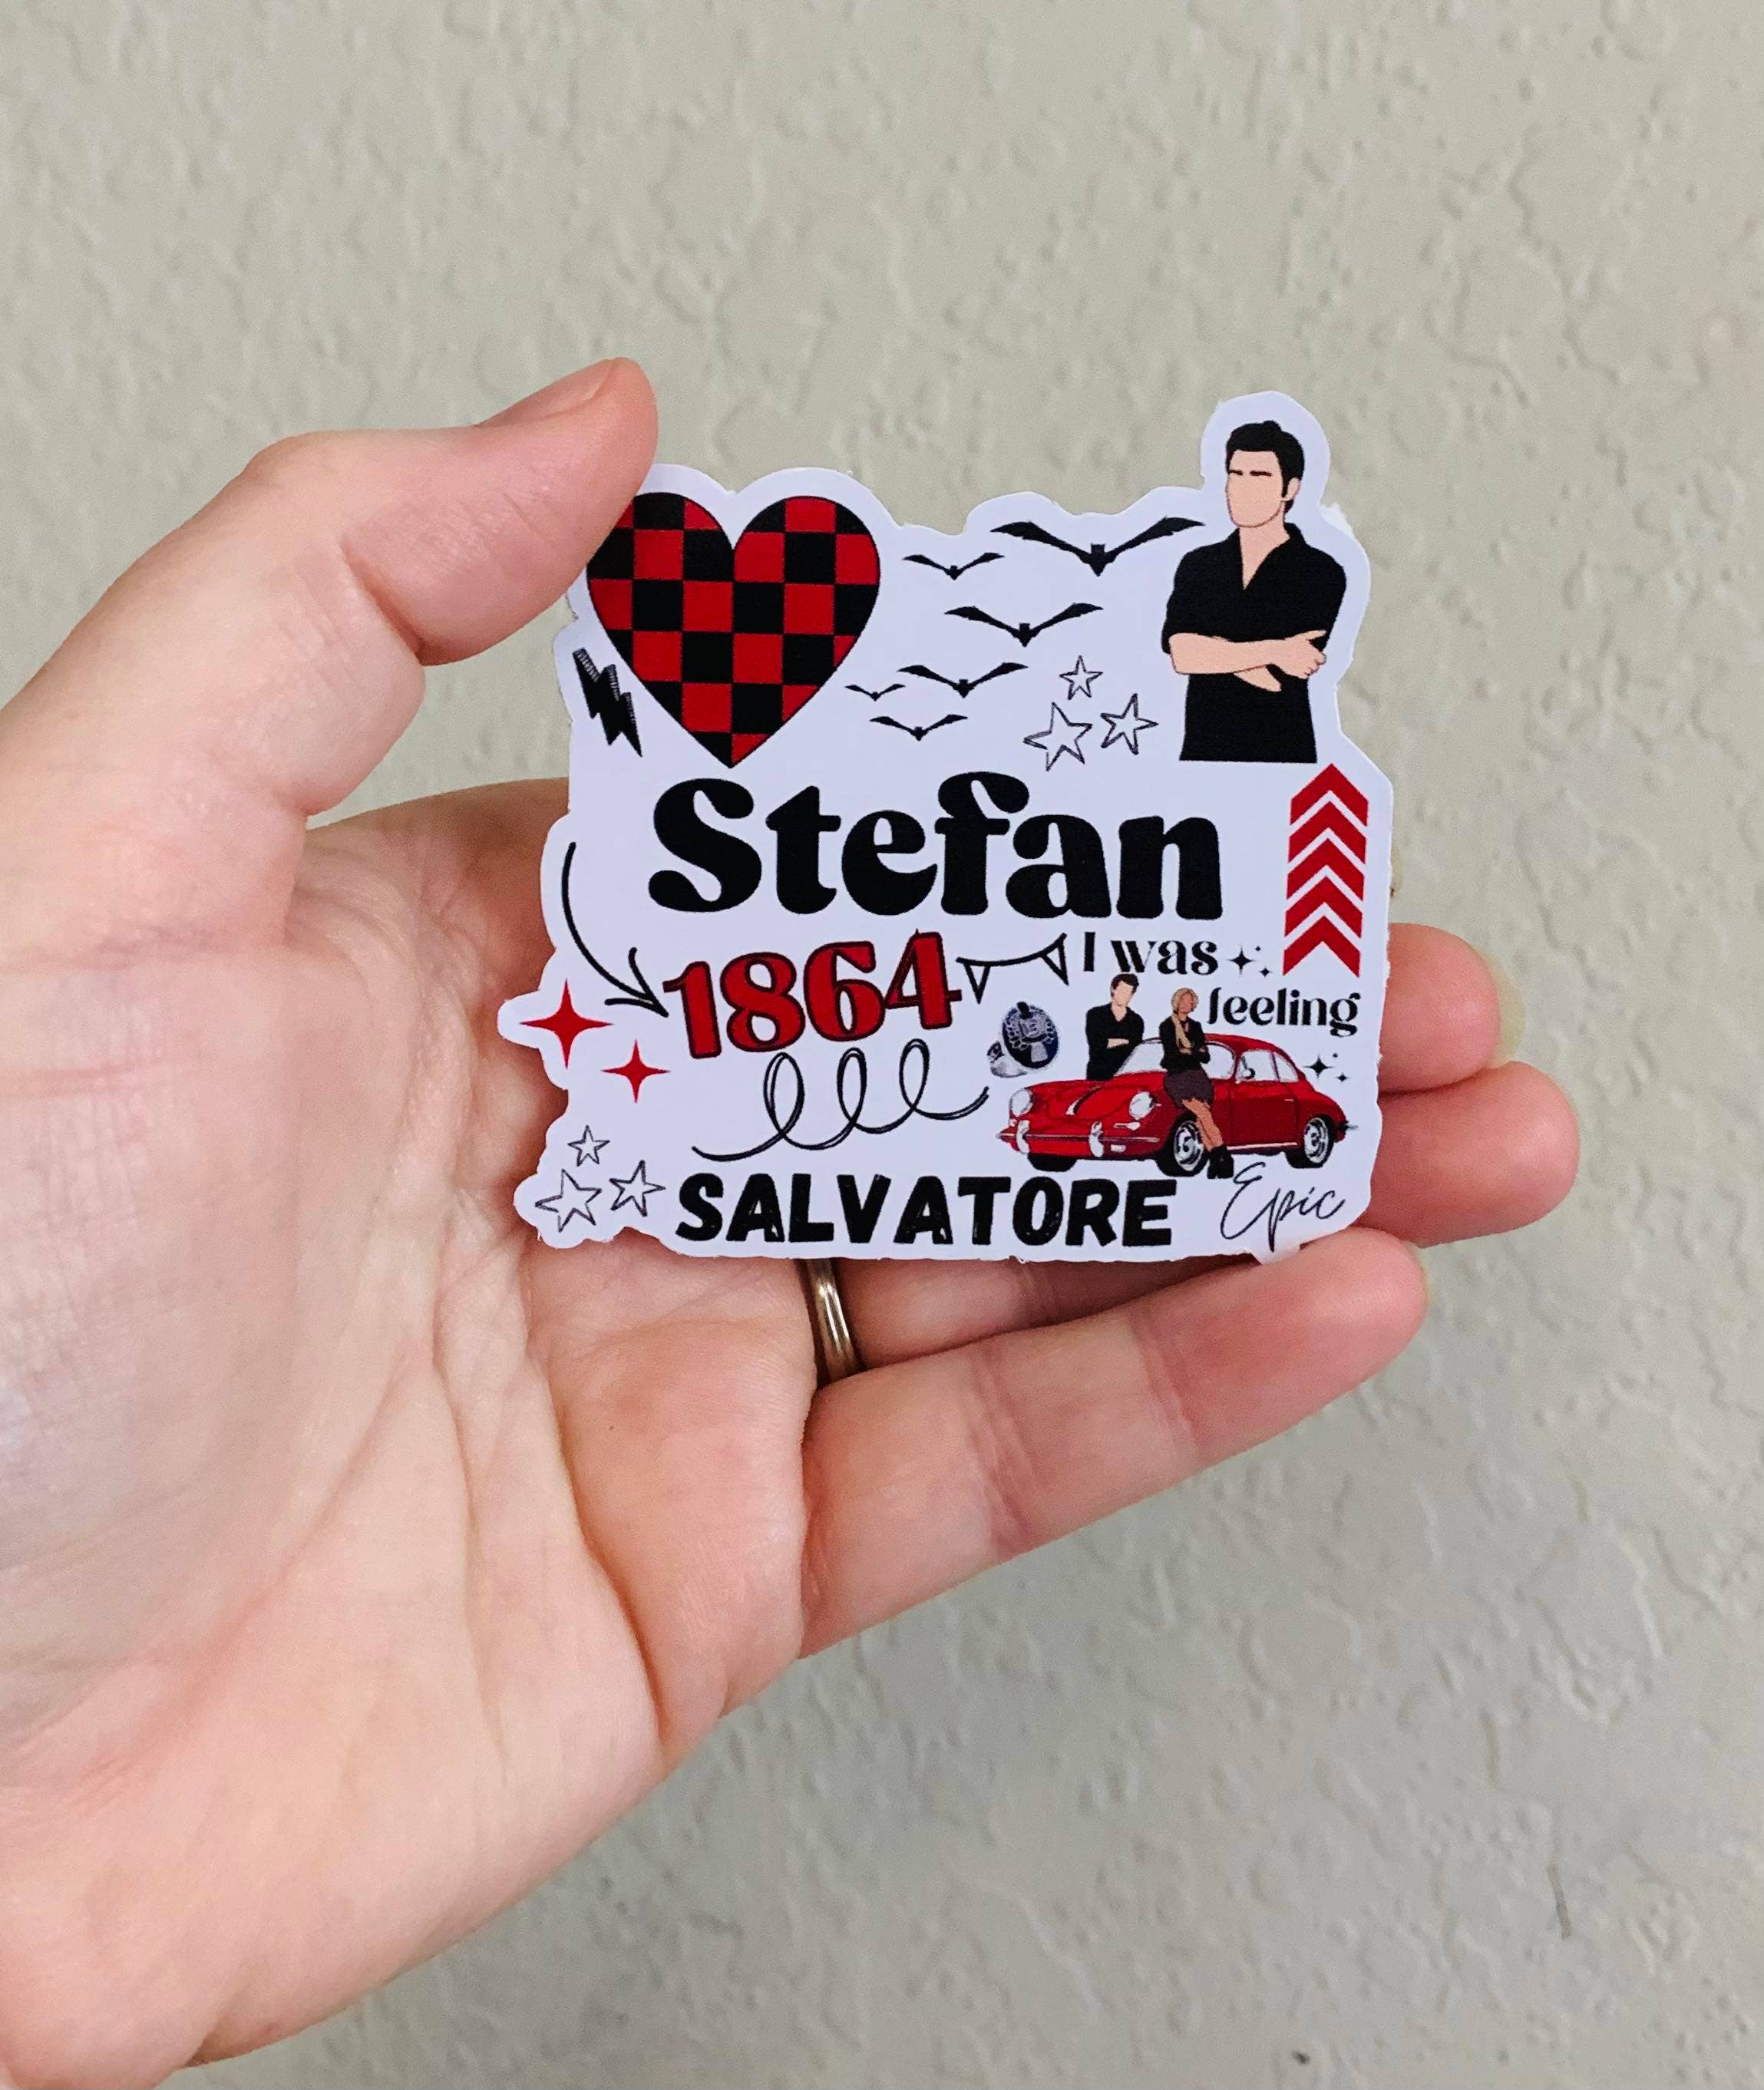 Stefan
1864
I was
feeling
SALVATORE
Epic